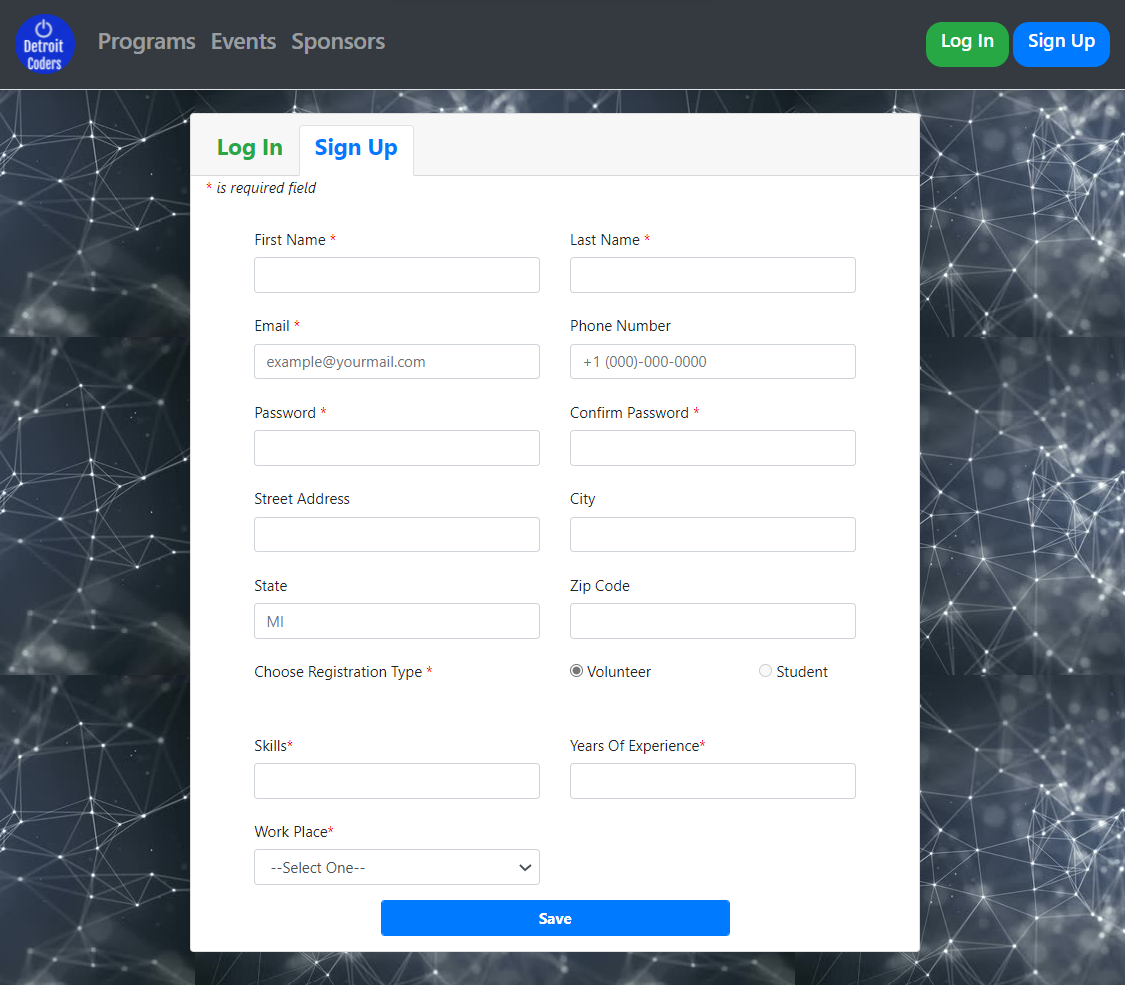 Detroit
Coders
Programs Events Sponsors
Log In Sign Up
Log In Sign Up
* is required field
First Name * Last Name *
Email * Phone Number
example@yourmail.com +1 (000)-000-0000
Password * Confirm Password *
Street Address City
State Zip Code
MI
Choose Registration Type * Volunteer Student
Skills* Years Of Experience*
Work Place*
--Select One--
Save